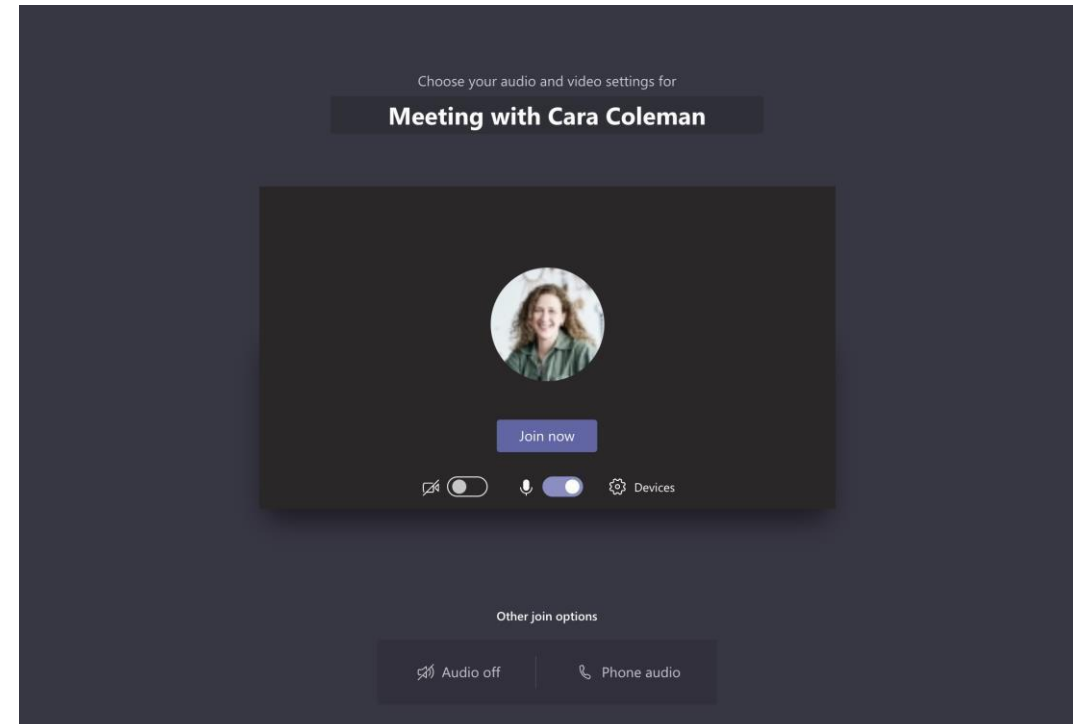 Choose your audio and video settings for
Meeting with Cara Coleman
Join now
Devices
Other join options
Audio off
Phone audio